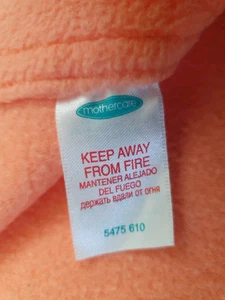 mothercare
KEEP AWAY
FROM FIRE
MANTENER ALEJADO
DEL FUEGO
держать вдали от огня
5475 610